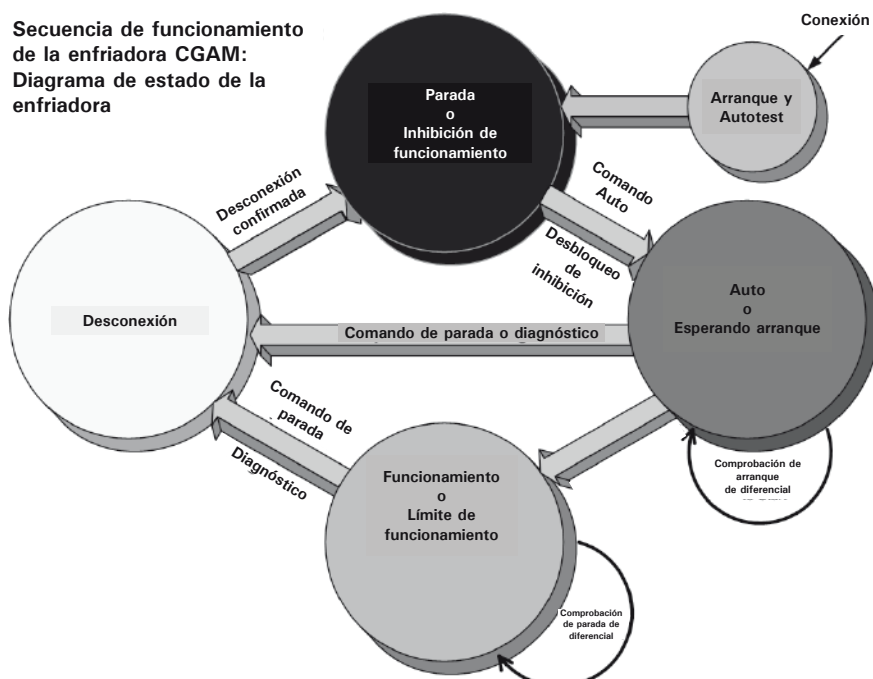 Secuencia de funcionamiento
de la enfriadora CGAM:
Diagrama de estado de la
enfriadora
Conexión
Parada
o
Inhibición de
funcionamiento
Arranque y
Autotest
Desconexión
confirmada
Comando
Auto
Desbloqueo
de
inhibición
Auto
o
Esperando arranque
Desconexión
Comando de parada o diagnóstico
Comando de
parada
Diagnóstico
Funcionamiento
o
Límite de
funcionamiento
Comprobación de
arranque
de diferencial
Comprobación
de parada de
diferencial